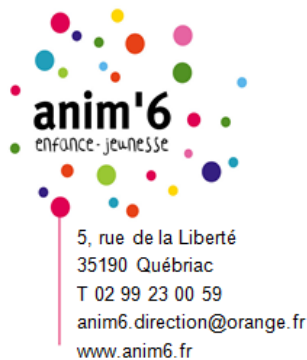 anim'6
enfance-jeunesse
5, rue de la Liberté
35190 Québriac
T 02 99 23 00 59
anim6.direction@orange.fr
www.anim6.fr